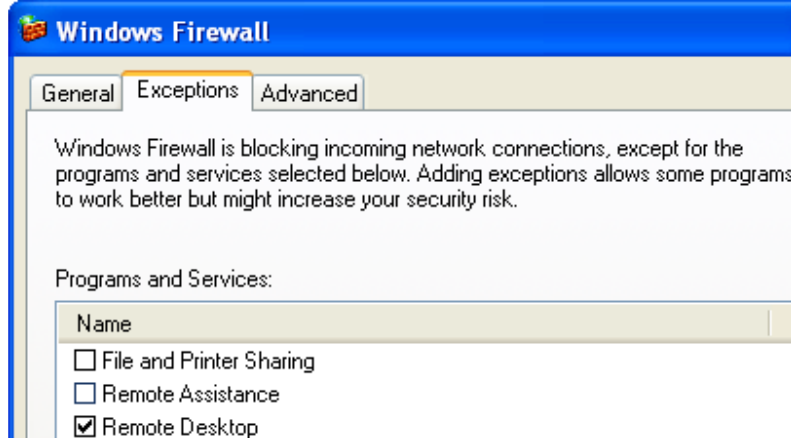 Windows Firewall
General Exceptions Advanced
Windows Firewall is blocking incoming network connections, except for the
programs and services selected below. Adding exceptions allows some programs
to work better but might increase your security risk.
Programs and Services:
Name
File and Printer Sharing
Remote Assistance
Remote Desktop